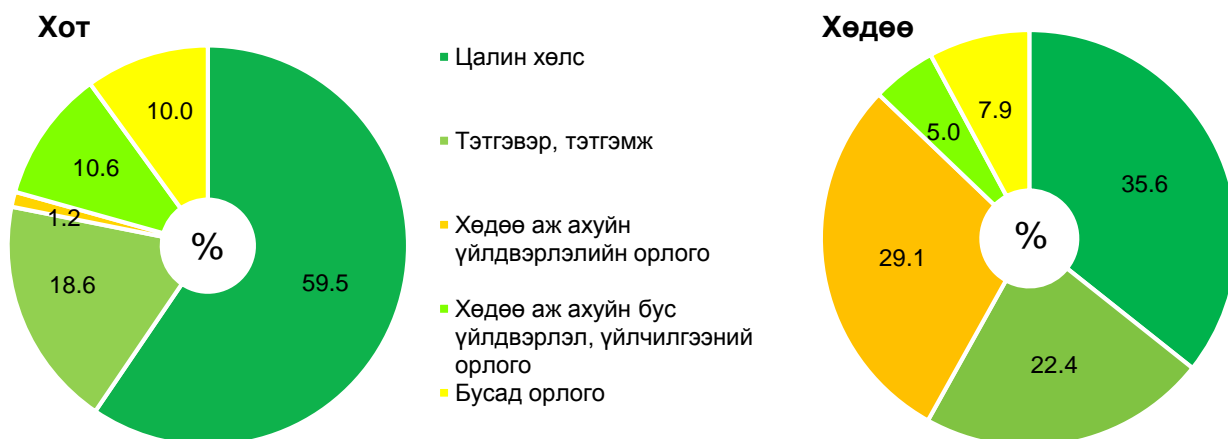 Хот
10.0
10.6
1.2
18.6
59.5
%
Цалин хөлс
Тэтгэвэр, тэтгэмж
Хөдөө аж ахуйн
үйлдвэрлэлийн орлого
Хөдөө аж ахуйн бус
үйлдвэрлэл, үйлчилгээний
орлого
Бусад орлого
Хөдөө
7.9
5.0
35.6
29.1
%
22.4